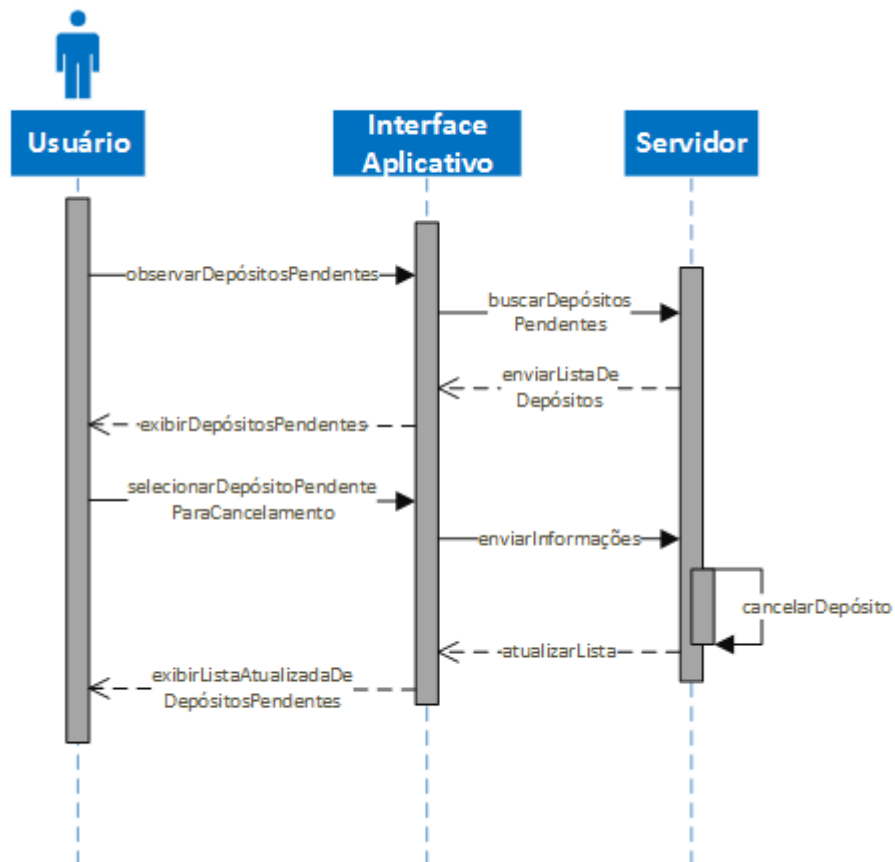 Usuário
Interface
Aplicativo
Servidor
observarDepósitosPendentes
buscarDepósitos
Pendentes
enviarListaDe
Depósitos
exibirDepósitosPendentes
selecionarDepósitoPendente
ParaCancelamento
enviarInformações
cancelarDepósito
atualizarLista
exibirListaAtualizadaDe
DepósitosPendentes